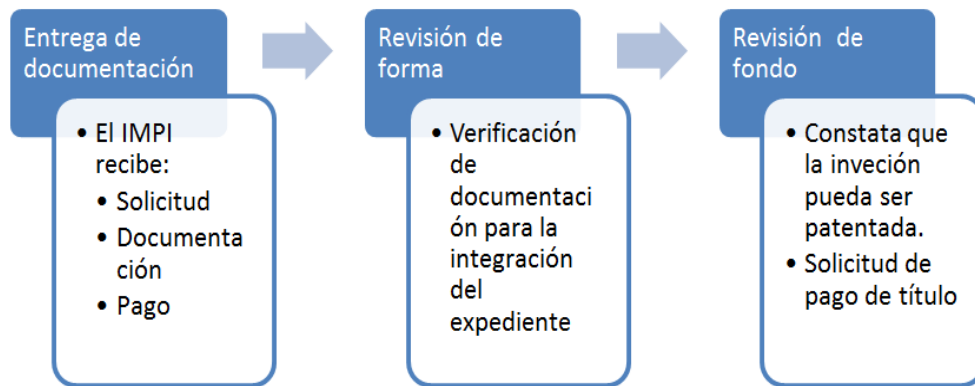 Entrega de
documentación
• El IMPI
recibe:
• Solicitud
• Documenta
ción
• Pago
Revisión de
forma
• Verificación
de
documentaci
ón para la
integración
del
expediente
Revisión de
fondo
• Constata que
la inveción
pueda ser
patentada.
• Solicitud de
pago de título